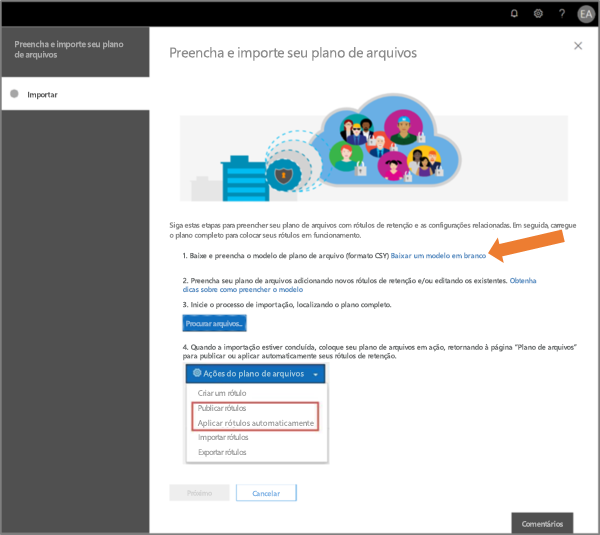 ? EA
Preencha e importe seu plano
de arquivos
Preencha e importe seu plano de arquivos
Importar
Siga estas etapas para preencher seu plano de arquivos com rótulos de retenção e as configurações relacionadas. Em seguida, carregue
o plano completo para colocar seus rótulos em funcionamento.
1. Baixe e preencha o modelo de plano de arquivo (formato CSY) Baixar um modelo em branco
2. Preencha seu plano de arquivos adicionando novos rótulos de retenção e/ou editando os existentes. Obtenha
dicas sobre como preencher o modelo
3. Inicie o processo de importação, localizando o plano completo.
Procurar arquivos...
4. Quando a importação estiver concluída, coloque seu plano de arquivos em ação, retornando à página "Plano de arquivos"
para publicar ou aplicar automaticamente seus rótulos de retenção.
Ações do plano de arquivos
Criar um rótulo
Publicar rótulos
Aplicar rótulos automaticamente
Importar rótulos
Exportar rótulos
Próximo Cancelar
Comentários